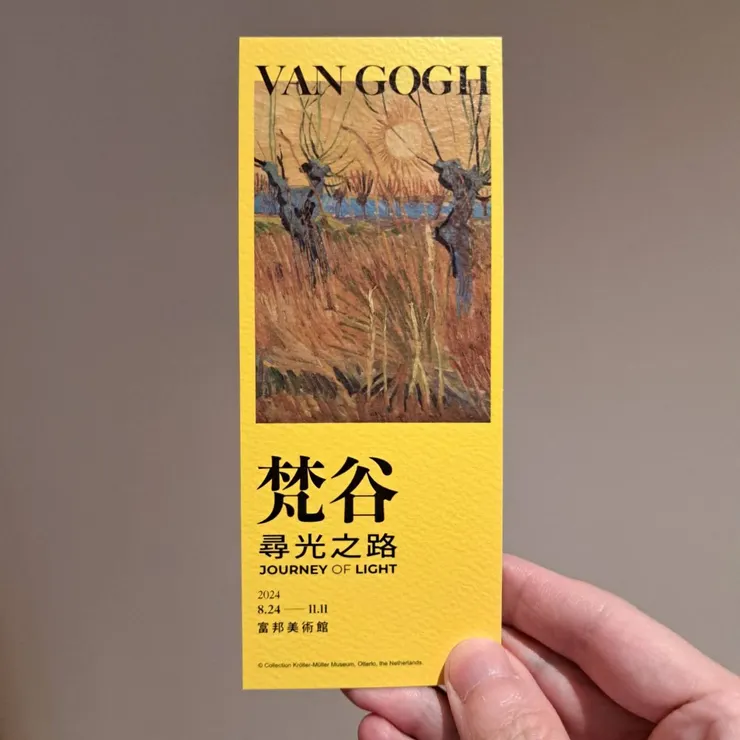 VAN GOGH
梵谷
尋光之路
JOURNEY OF LIGHT
2024
8.24 — 11.11
富邦美術館
© Collection Kröller-Müller Museum, Otterlo, the Netherlands.